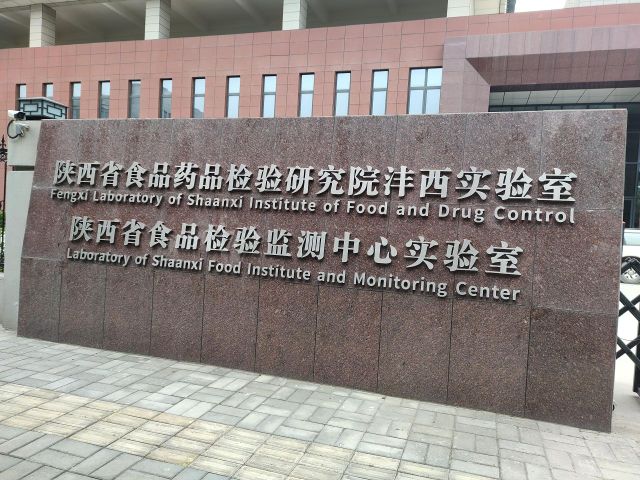 陕西省食品药品检验研究院沣西实验室
Fengxi Laboratory of Shaanxi Institute of Food and Drug Control
陕西省食品检验监测中心实验室
Laboratory of Shaanxi Food Institute and Monitoring Center